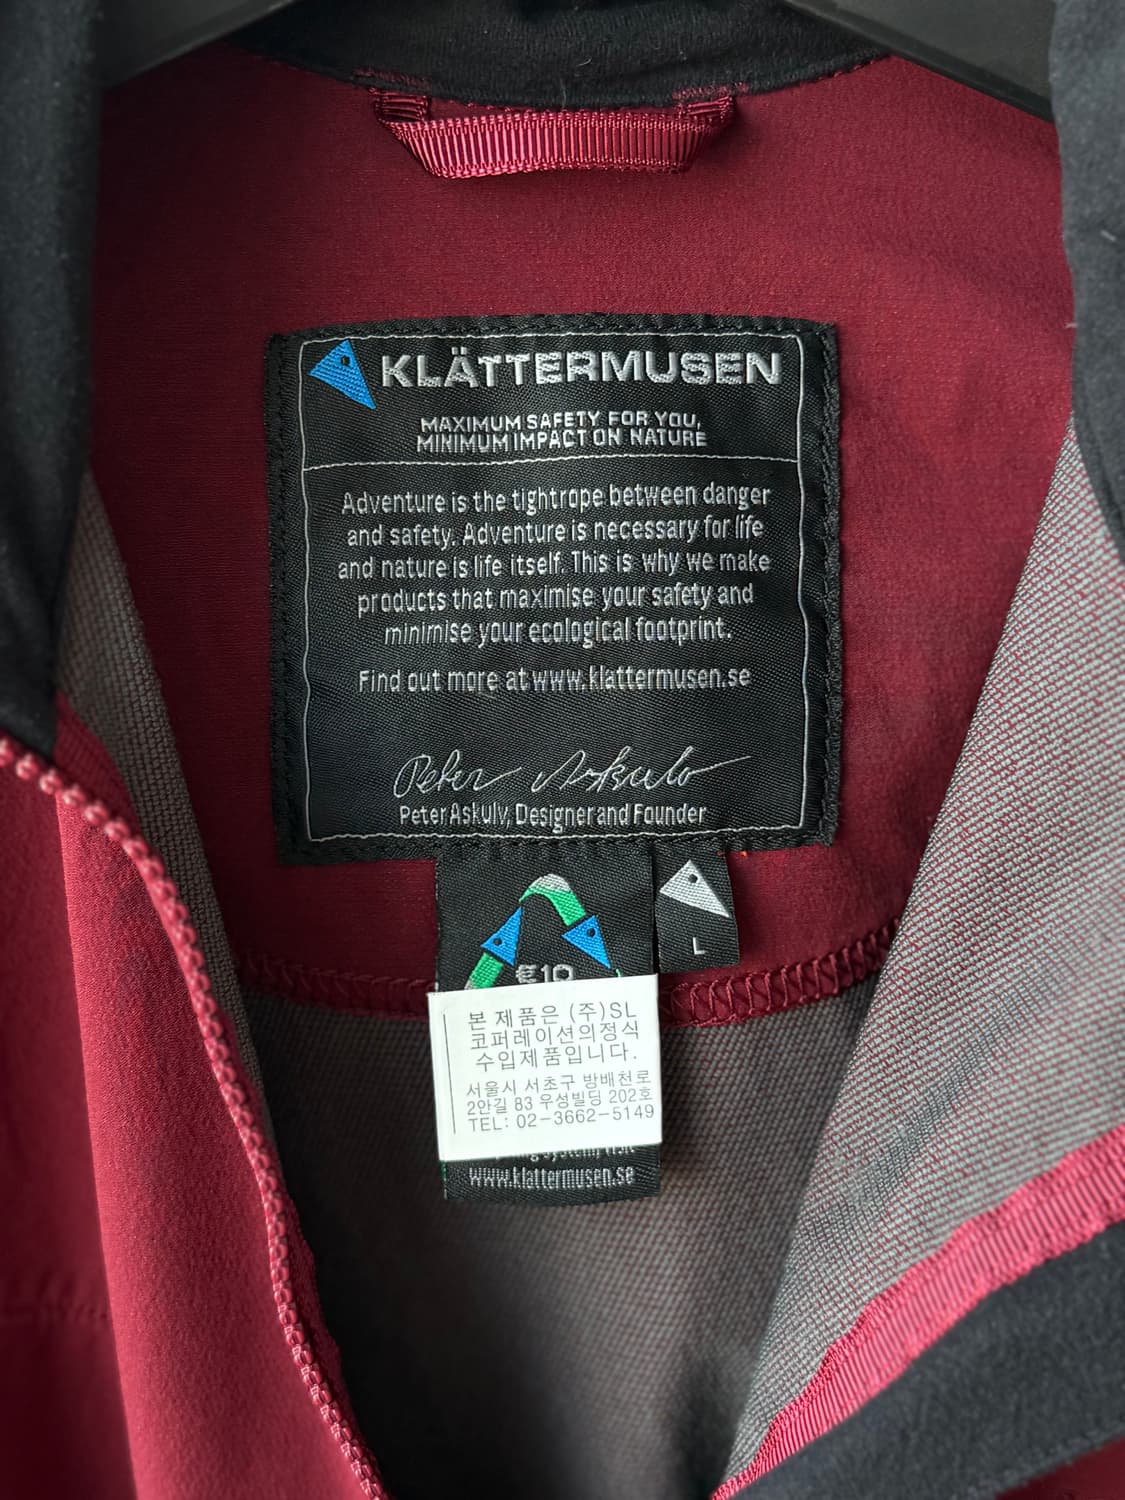 KLÄTTERMUSEN
MAXIMUM SAFETY FOR YOU,
MINIMUM IMPACT ON NATURE
Adventure is the tightrope between danger
and safety. Adventure is necessary for life
and nature is life itself. This is why we make
products that maximise your safety and
minimise your ecological footprint.
Find out more at www.klattermusen.se
Peter Askulv
Peter Askulv, Designer and Founder
L
€10
본 제품은 (주)SL
코퍼레이션의정식
수입제품입니다.
서울시 서초구 방배천로
2안길 83 우성빌딩 202호
TEL: 02-3662-5149
visit
www.klattermusen.se